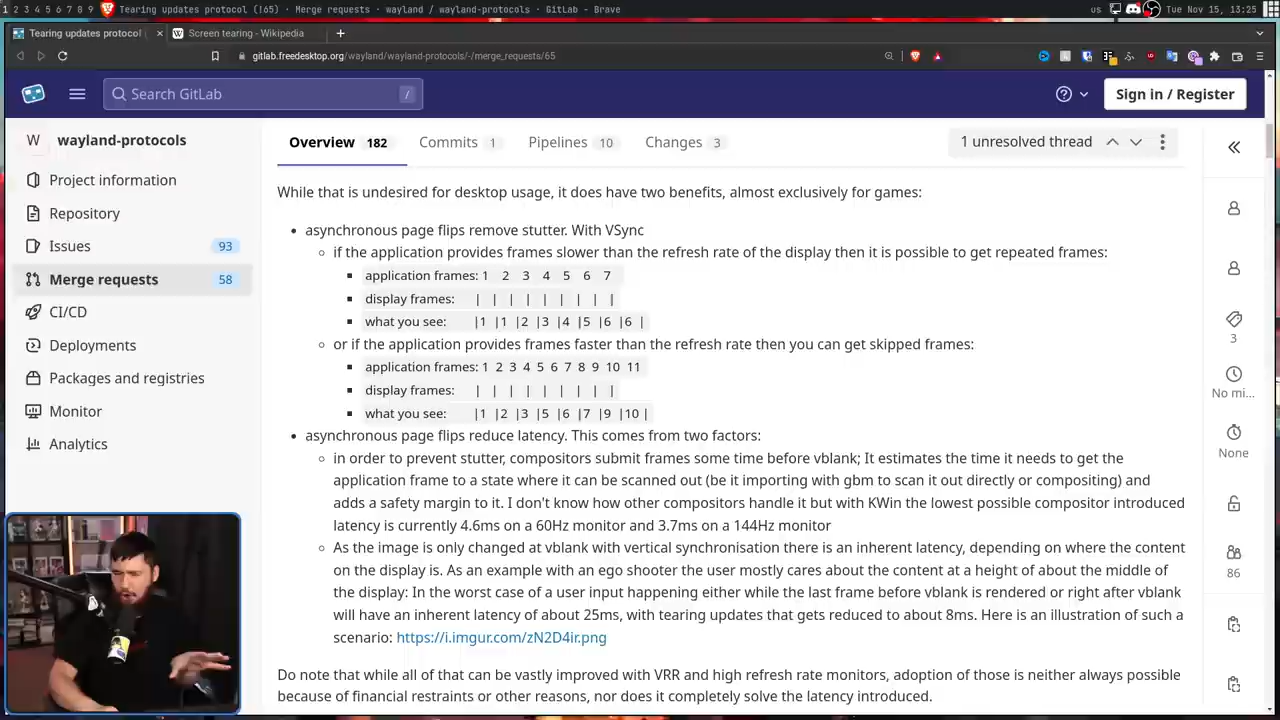 1 2 3 4 5 6 7 8 9 Tearing updates protocol (!65) · Merge requests · wayland / wayland-protocols · GitLab - Brave us Tue Nov 15, 13:25
Tearing updates protocol × W Screen tearing - Wikipedia +
gitlab.freedesktop.org/wayland/wayland-protocols/-/merge_requests/65
Search GitLab / Sign in / Register
W wayland-protocols
Project information
Repository
Issues 93
Merge requests 58
CI/CD
Deployments
Packages and registries
Monitor
Analytics
Overview 182 Commits 1 Pipelines 10 Changes 3 1 unresolved thread
While that is undesired for desktop usage, it does have two benefits, almost exclusively for games:
• asynchronous page flips remove stutter. With VSync
◦ if the application provides frames slower than the refresh rate of the display then it is possible to get repeated frames:
▪ application frames: 1 2 3 4 5 6 7
▪ display frames: | | | | | | | | |
▪ what you see: |1 |1 |2 |3 |4 |5 |6 |6 |
◦ or if the application provides frames faster than the refresh rate then you can get skipped frames:
▪ application frames: 1 2 3 4 5 6 7 8 9 10 11
▪ display frames: | | | | | | | | |
▪ what you see: |1 |2 |3 |5 |6 |7 |9 |10 |
• asynchronous page flips reduce latency. This comes from two factors:
◦ in order to prevent stutter, compositors submit frames some time before vblank; It estimates the time it needs to get the
application frame to a state where it can be scanned out (be it importing with gbm to scan it out directly or compositing) and
adds a safety margin to it. I don't know how other compositors handle it but with KWin the lowest possible compositor introduced
latency is currently 4.6ms on a 60Hz monitor and 3.7ms on a 144Hz monitor
◦ As the image is only changed at vblank with vertical synchronisation there is an inherent latency, depending on where the content
on the display is. As an example with an ego shooter the user mostly cares about the content at a height of about the middle of
the display: In the worst case of a user input happening either while the last frame before vblank is rendered or right after vblank
will have an inherent latency of about 25ms, with tearing updates that gets reduced to about 8ms. Here is an illustration of such a
scenario: https://i.imgur.com/zN2D4ir.png
Do note that while all of that can be vastly improved with VRR and high refresh rate monitors, adoption of those is neither always possible
because of financial restraints or other reasons, nor does it completely solve the latency introduced.
3
No mi...
None
86